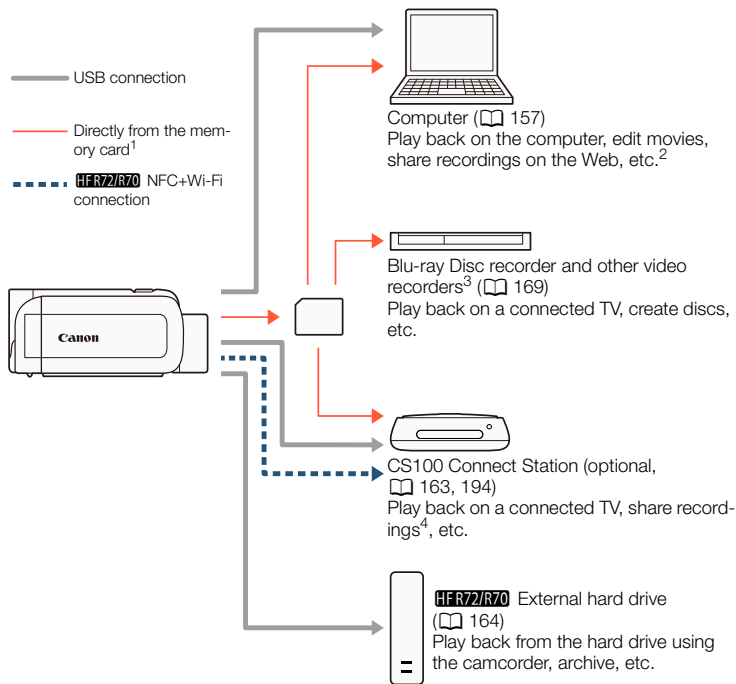 USB connection
Directly from the mem-
ory card1
HF R72/R70 NFC+Wi-Fi
connection
Canon
Computer (157)
Play back on the computer, edit movies,
share recordings on the Web, etc.2
Blu-ray Disc recorder and other video
recorders3 (169)
Play back on a connected TV, create discs,
etc.
CS100 Connect Station (optional,
163, 194)
Play back on a connected TV, share record-
ings4, etc.
HF R72/R70 External hard drive
(164)
Play back from the hard drive using
the camcorder, archive, etc.